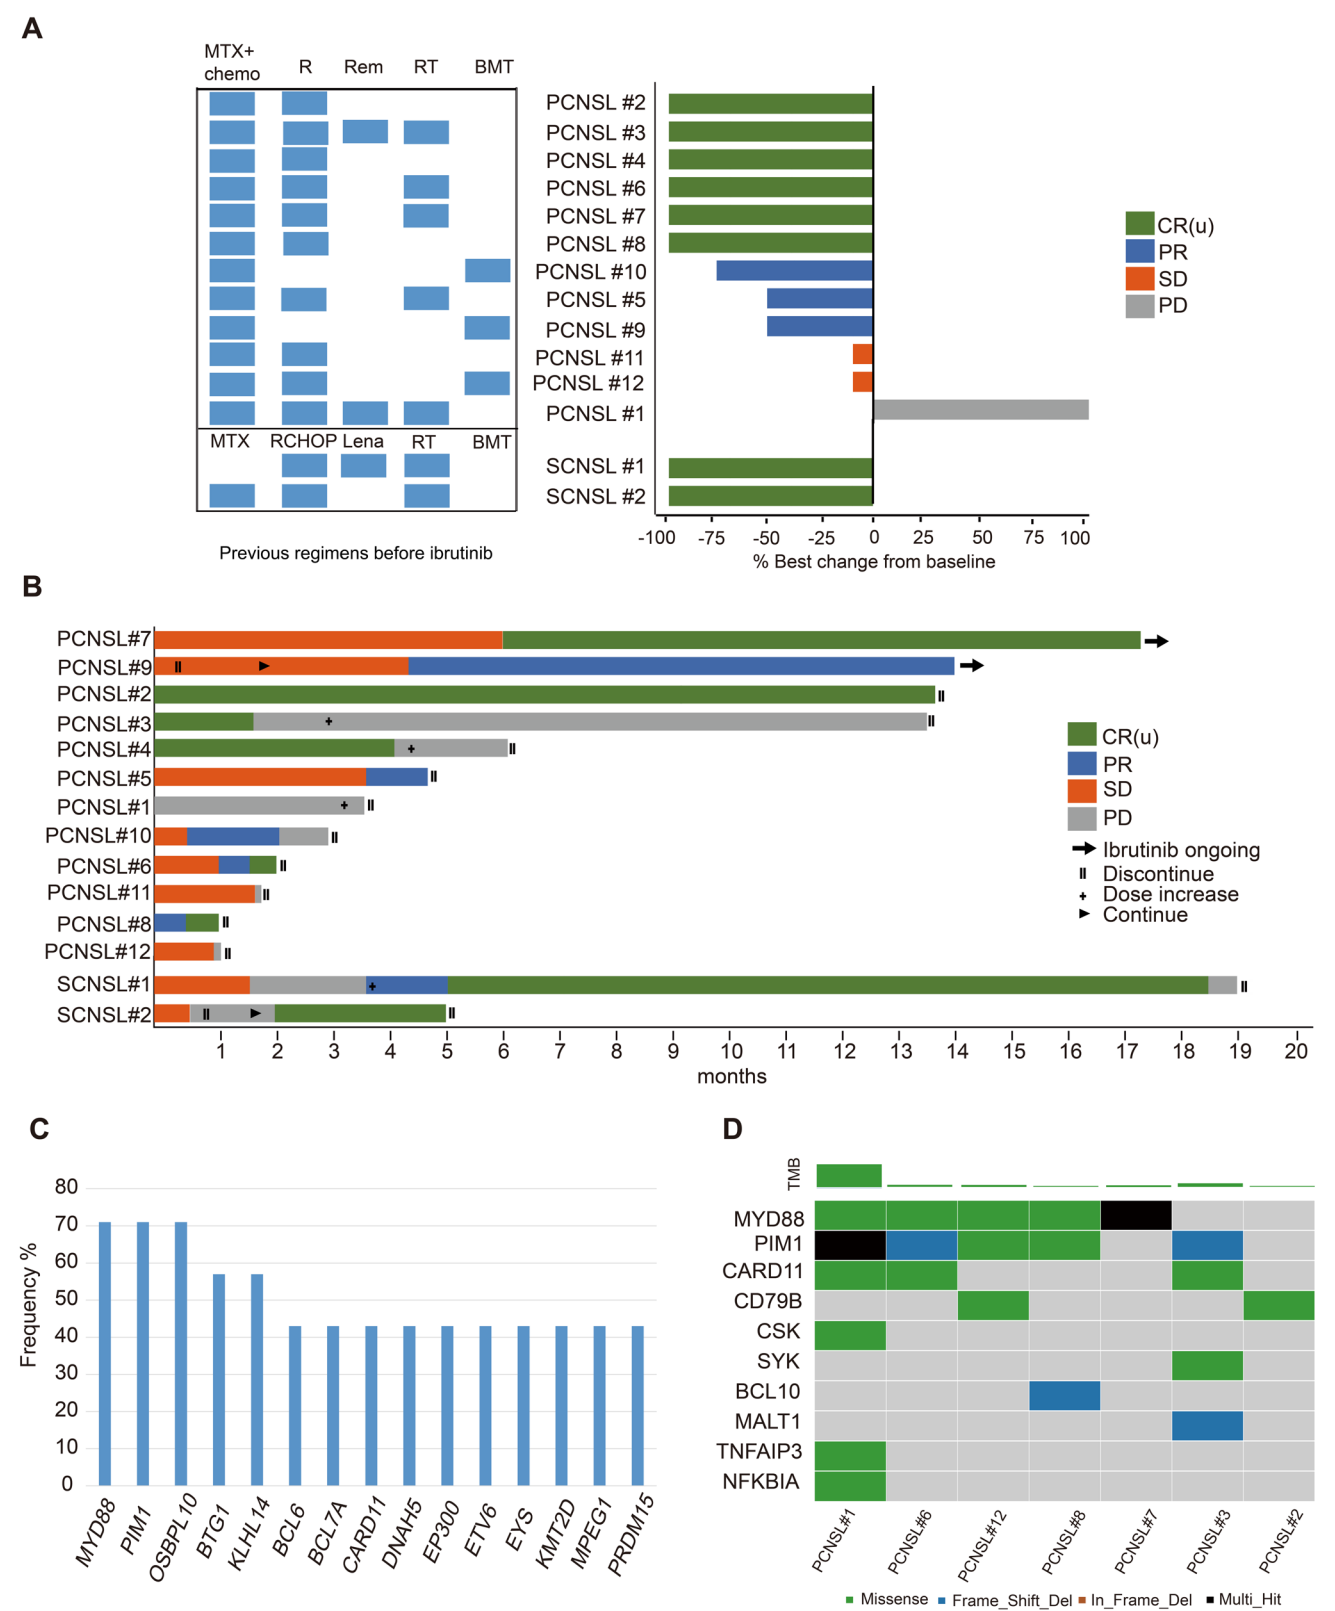 A
MTX+
chemo
R
Rem
RT
BMT
PCNSL #2
PCNSL #3
PCNSL #4
PCNSL #6
PCNSL #7
PCNSL #8
PCNSL #10
PCNSL #5
PCNSL #9
PCNSL #11
PCNSL #12
PCNSL #1
MTX RCHOP Lena RT BMT
SCNSL #1
SCNSL #2
CR(u)
PR
SD
PD
-100 -75 -50 -25 0 25 50 75 100
Previous regimens before ibrutinib
% Best change from baseline
B
PCNSL#7
PCNSL#9
PCNSL#2
PCNSL#3
PCNSL#4
PCNSL#5
PCNSL#1
PCNSL#10
PCNSL#6
PCNSL#11
PCNSL#8
PCNSL#12
SCNSL#1
SCNSL#2
CR(u)
PR
SD
PD
Ibrutinib ongoing
Discontinue
Dose increase
Continue
1 2 3 4 5 6 7 8 9 10 11 12 13 14 15 16 17 18 19 20
months
C
Frequency %
80
70
60
50
40
30
20
10
0
MYD88
PIM1
OSBPL10
BTG1
KLHL14
BCL6
BCL7A
CARD11
DNAH5
EP300
ETV6
EYS
KMT2D
MPEG1
PRDM15
D
TMB
MYD88
PIM1
CARD11
CD79B
CSK
SYK
BCL10
MALT1
TNFAIP3
NFKBIA
PCNSL#1
PCNSL#6
PCNSL#12
PCNSL#8
PCNSL#7
PCNSL#3
PCNSL#2
Missense Frame_Shift_Del In_Frame_Del Multi_Hit